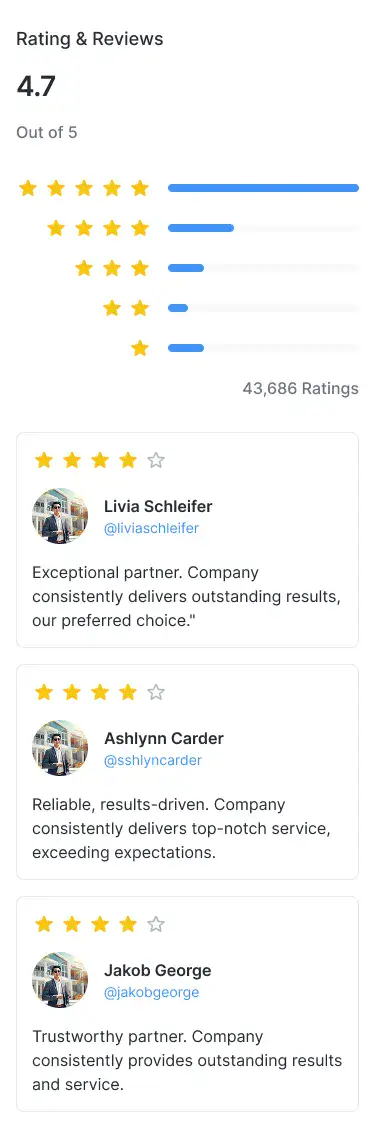 Rating & Reviews
4.7
Out of 5
43,686 Ratings
Livia Schleifer
@liviaschleifer
Exceptional partner. Company
consistently delivers outstanding results,
our preferred choice."
Ashlynn Carder
@sshlyncarder
Reliable, results-driven. Company
consistently delivers top-notch service,
exceeding expectations.
Jakob George
@jakobgeorge
Trustworthy partner. Company
consistently provides outstanding results
and service.